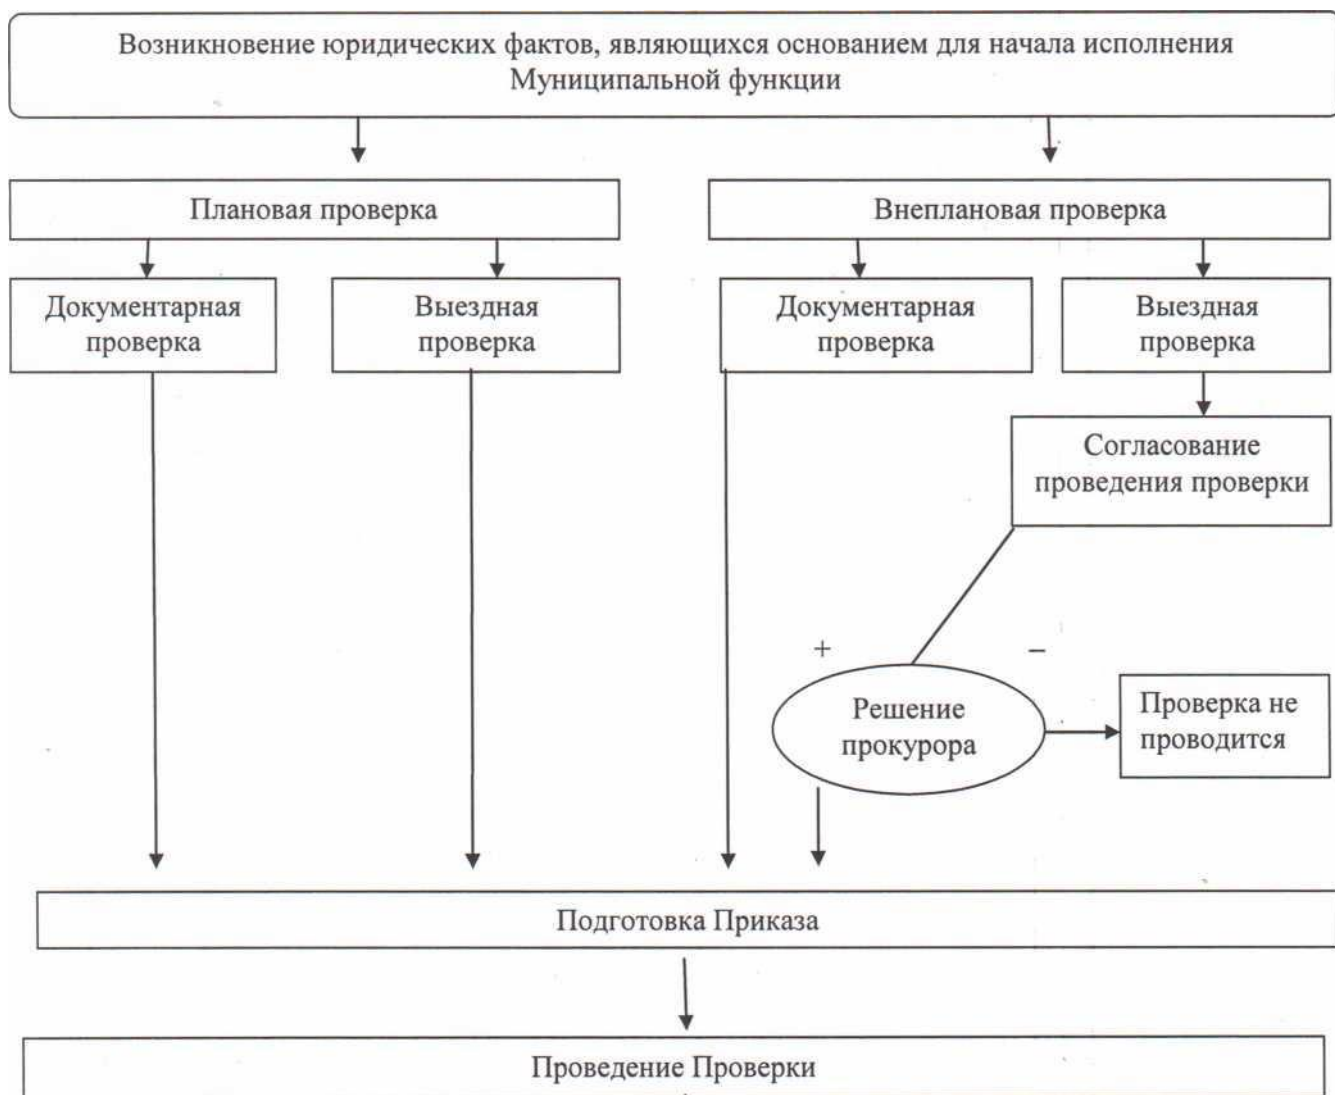 Возникновение юридических фактов, являющихся основанием для начала исполнения
Муниципальной функции
Плановая проверка
Внеплановая проверка
Документарная
проверка
Выездная
проверка
Документарная
проверка
Выездная
проверка
Согласование
проведения проверки
+
–
Решение
прокурора
Проверка не
проводится
Подготовка Приказа
Проведение Проверки